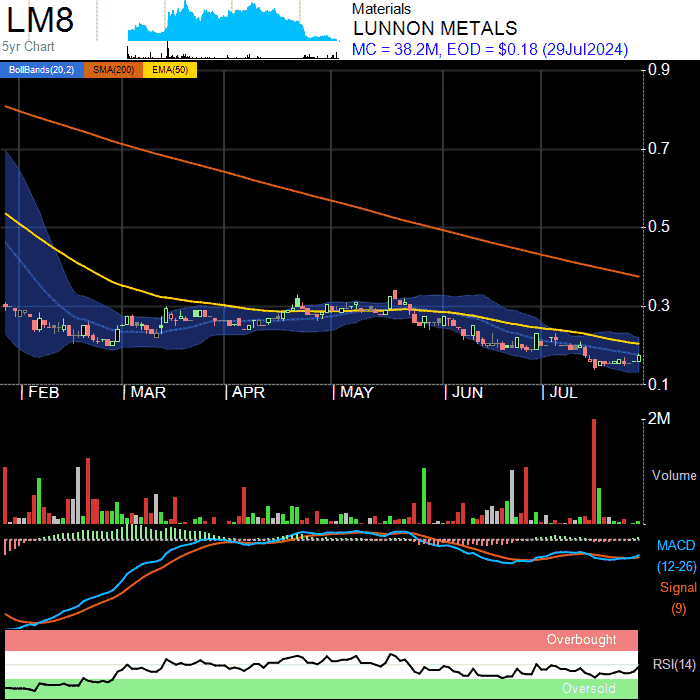 LM8
5yr Chart
Materials
LUNNON METALS
MC = 38.2M, EOD = $0.18 (29Jul2024)
BollBands(20,2) SMA(200) EMA(50)
0.9
0.7
0.5
0.3
0.1
FEB MAR APR MAY JUN JUL
2M
Volume
MACD
(12-26)
Signal
(9)
Overbought
RSI(14)
Oversold